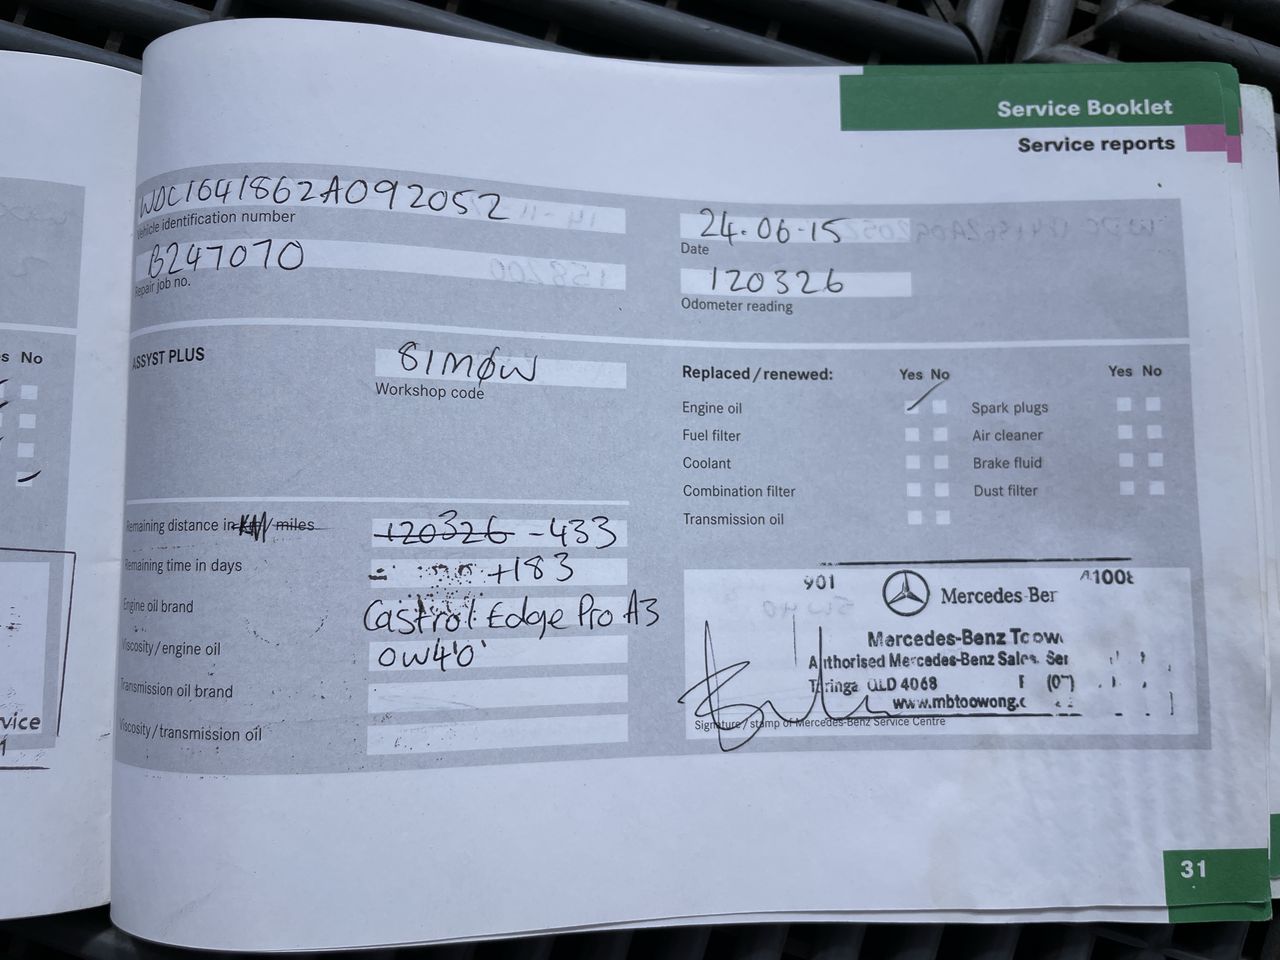 Service Booklet
Service reports
WDC1641862A092052
Vehicle identification number
24.06.15
Date
B247070
Repair job no.
120326
Odometer reading
ASSYST PLUS
81MØW
Workshop code
Replaced/renewed:
Yes No
Yes No
Engine oil
Spark plugs
Fuel filter
Air cleaner
Coolant
Brake fluid
Combination filter
Dust filter
Transmission oil
Remaining distance in KM/miles
120326 -433
Remaining time in days
+183
Engine oil brand
Castrol Edge Pro A3
Viscosity/engine oil
0W40
Transmission oil brand
Viscosity/transmission oil
901
Mercedes-Ber
Mercedes-Benz Toow
Authorised Mercedes-Benz Sales Ser
Taringa QLD 4068
www.mbtoowong.c
Signature/stamp of Mercedes-Benz Service Centre
31
s No
vice